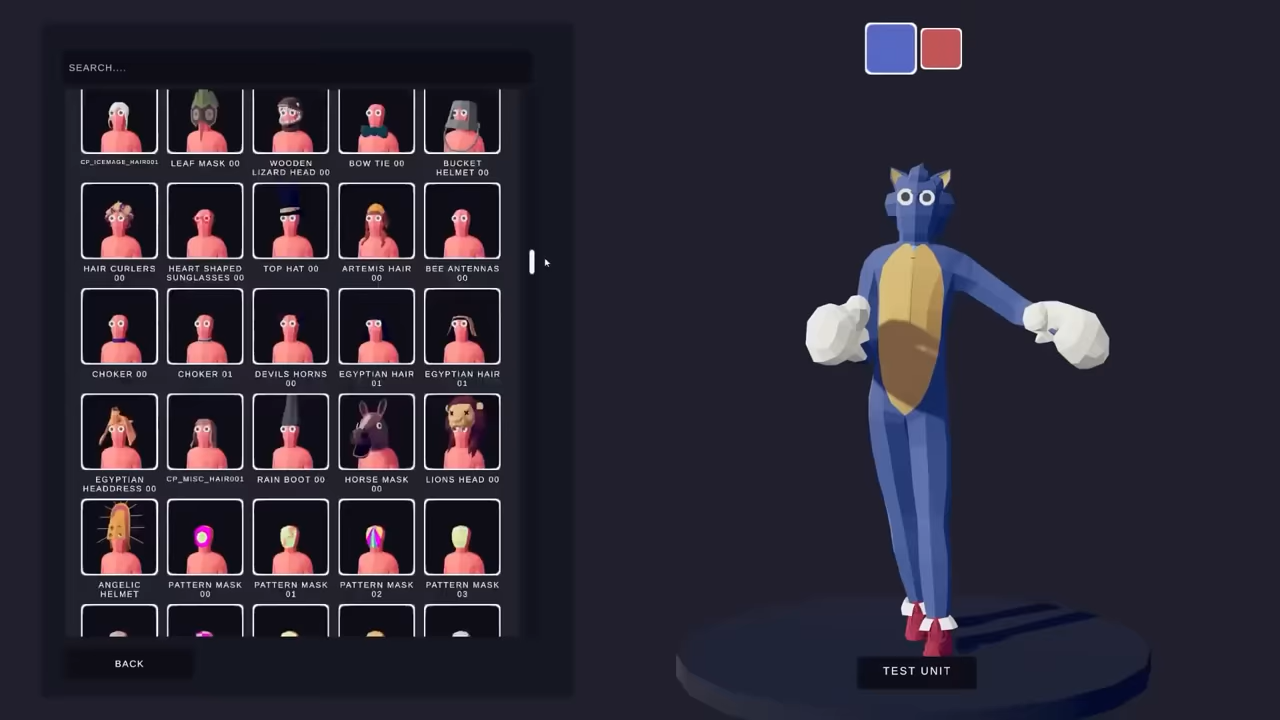 SEARCH....
CP_ICEMAGE_HAIR001
LEAF MASK 00
WOODEN
LIZARD HEAD 00
BOW TIE 00
BUCKET
HELMET 00
HAIR CURLERS
00
HEART SHAPED
SUNGLASSES 00
TOP HAT 00
ARTEMIS HAIR
00
BEE ANTENNAS
00
CHOKER 00
CHOKER 01
DEVILS HORNS
00
EGYPTIAN HAIR
01
EGYPTIAN HAIR
01
EGYPTIAN
HEADDRESS 00
CP_MISC_HAIR001
RAIN BOOT 00
HORSE MASK
00
LIONS HEAD 00
ANGELIC
HELMET
PATTERN MASK
00
PATTERN MASK
01
PATTERN MASK
02
PATTERN MASK
03
BACK
TEST UNIT